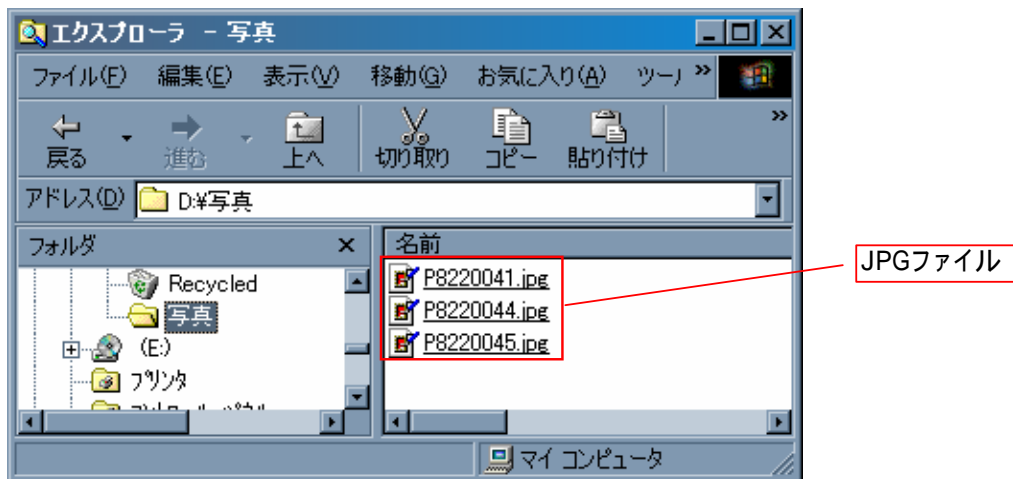 エクスプローラ － 写真
ファイル(F) 編集(E) 表示(V) 移動(G) お気に入り(A) ツール »
戻る 進む 上へ 切り取り コピー 貼り付け »
アドレス(D) D:¥写真
フォルダ ×
名前
Recycled
写真
(E:)
プリンタ
P8220041.jpg
P8220044.jpg
P8220045.jpg
JPGファイル
マイ コンピュータ